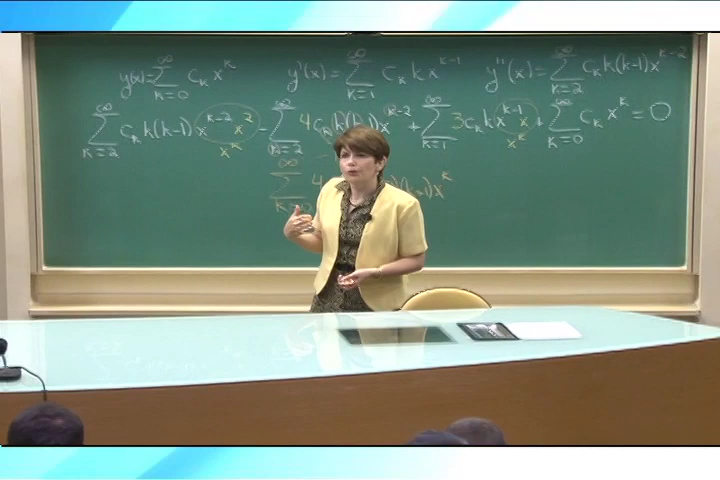 y(x) = ∑_{k=0}^{∞} c_k x^k    y'(x) = ∑_{k=1}^{∞} c_k k x^{k-1}    y''(x) = ∑_{k=2}^{∞} c_k k(k-1) x^{k-2}
∑_{k=2}^{∞} c_k k(k-1) x^{k-2} x^2 - ∑_{k=2}^{∞} 4 c_k k(k-1) x^{k-2} + ∑_{k=1}^{∞} 3 c_k k x^{k-1} x + ∑_{k=0}^{∞} c_k x^k = 0
x^k    x^k
∑^{∞} 4 +1) x^k